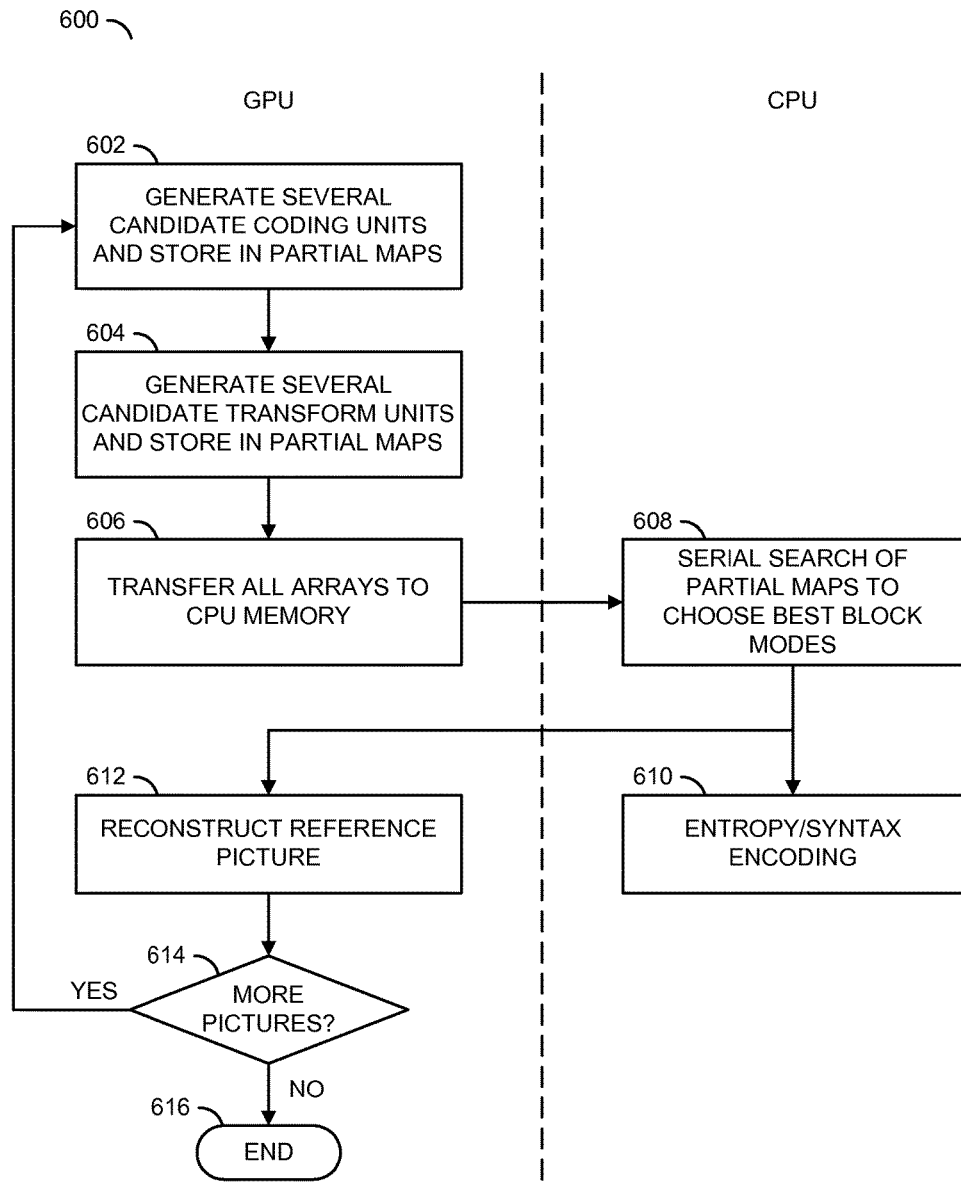 600
GPU
CPU
602
GENERATE SEVERAL
CANDIDATE CODING UNITS
AND STORE IN PARTIAL MAPS
604
GENERATE SEVERAL
CANDIDATE TRANSFORM UNITS
AND STORE IN PARTIAL MAPS
606
TRANSFER ALL ARRAYS TO
CPU MEMORY
608
SERIAL SEARCH OF
PARTIAL MAPS TO
CHOOSE BEST BLOCK
MODES
612
RECONSTRUCT REFERENCE
PICTURE
610
ENTROPY/SYNTAX
ENCODING
614
YES
MORE
PICTURES?
NO
616
END